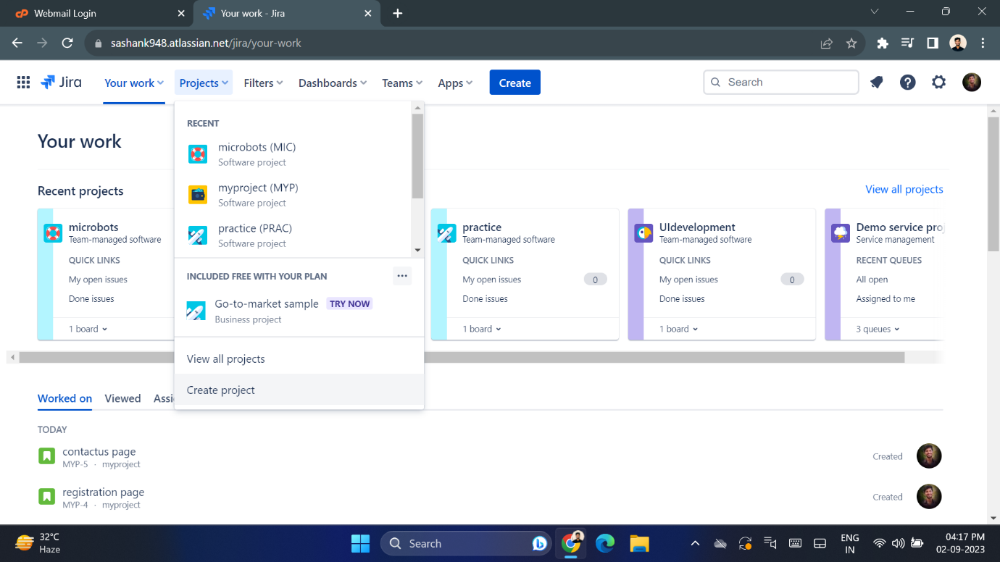 Webmail Login
Your work - Jira
sashank948.atlassian.net/jira/your-work
Jira
Your work
Projects
Filters
Dashboards
Teams
Apps
Create
Search
RECENT
microbots (MIC)
Software project
myproject (MYP)
Software project
practice (PRAC)
Software project
INCLUDED FREE WITH YOUR PLAN
Go-to-market sample TRY NOW
Business project
View all projects
Create project
Your work
Recent projects
View all projects
microbots
Team-managed software
QUICK LINKS
My open issues
Done issues
1 board
practice
Team-managed software
QUICK LINKS
My open issues 0
Done issues
1 board
UIdevelopment
Team-managed software
QUICK LINKS
My open issues 0
Done issues
1 board
Demo service proj
Service management
RECENT QUEUES
All open
Assigned to me
3 queues
Worked on
Viewed
Assi
TODAY
contactus page
MYP-5 · myproject
Created
registration page
MYP-4 · myproject
Created
32°C
Haze
Search
ENG
IN
04:17 PM
02-09-2023